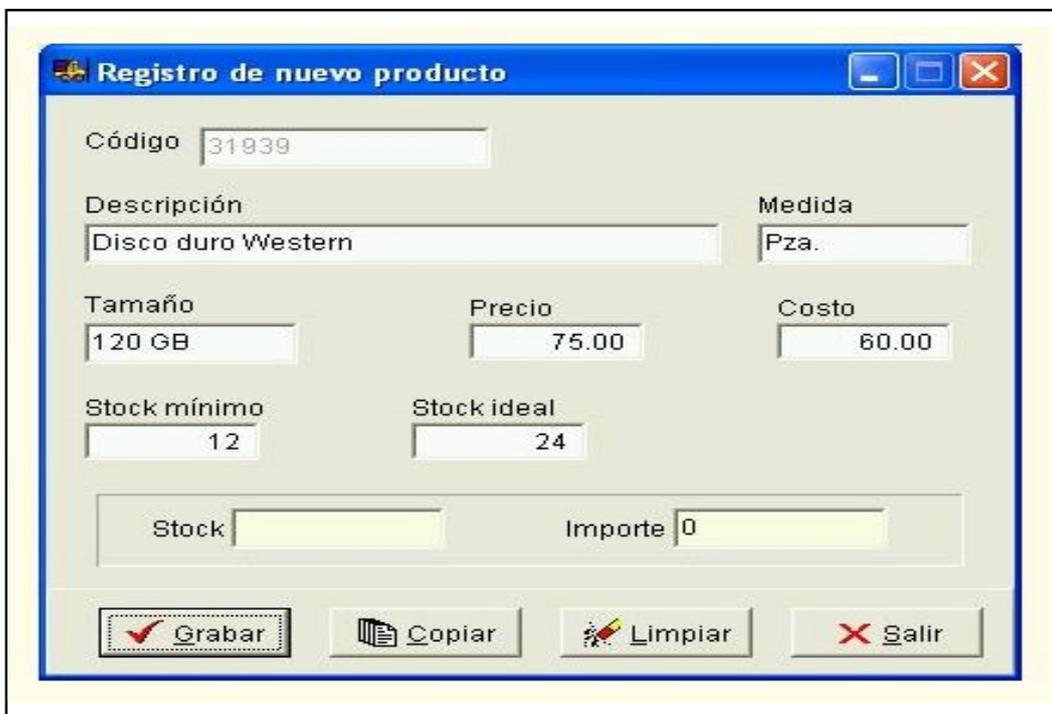 Registro de nuevo producto
Código 31939
Descripción Medida
Disco duro Western Pza.
Tamaño Precio Costo
120 GB 75.00 60.00
Stock mínimo Stock ideal
12 24
Stock Importe 0
Grabar Copiar Limpiar Salir